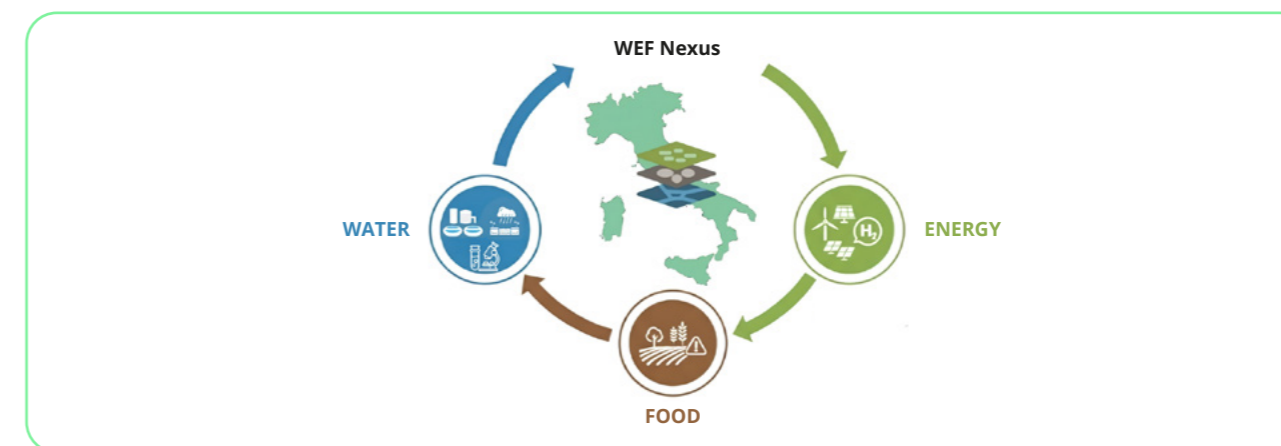 WEF Nexus
WATER
ENERGY
H2
FOOD